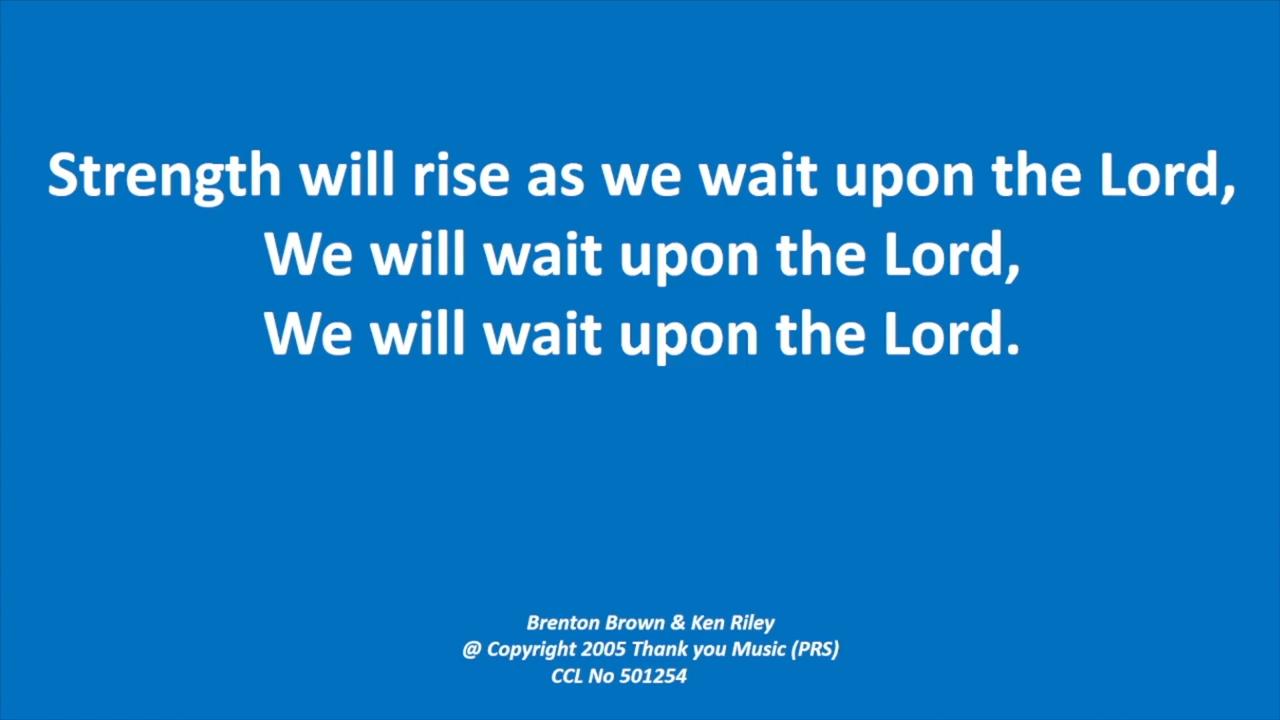 Strength will rise as we wait upon the Lord,
We will wait upon the Lord,
We will wait upon the Lord.
Brenton Brown & Ken Riley
@ Copyright 2005 Thank you Music (PRS)
CCL No 501254